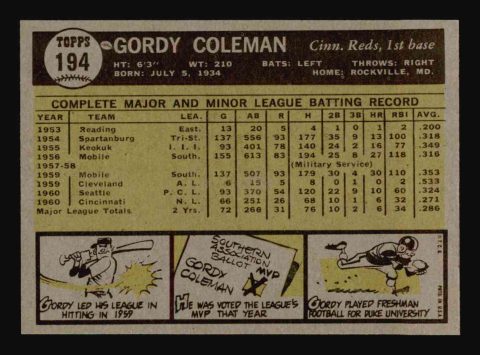 TOPPS
194
GORDY COLEMAN
Cinn. Reds, 1st base
HT: 6'3" WT: 210 BATS: LEFT THROWS: RIGHT
BORN: JULY 5, 1934 HOME: ROCKVILLE, MD.
COMPLETE MAJOR AND MINOR LEAGUE BATTING RECORD
YEAR TEAM LEA. G AB R H 2B 3B HR RBI AVG.
1953 Reading East. 13 20 5 4 1 0 1 2 .200
1954 Spartanburg Tri-St. 137 556 93 177 35 9 13 100 .318
1955 Keokuk I. I. I. 93 401 78 140 24 2 16 77 .349
1956 Mobile South. 155 613 83 194 25 8 27 118 .316
1957-58 (Military Service)
1959 Mobile South. 137 507 93 179 4 30 110 .353
1959 Cleveland A. L. 6 15 5 8 0 1 0 2 .533
1960 Seattle P. C. L. 93 370 54 120 22 9 10 60 .324
1960 Cincinnati N. L. 66 251 26 68 10 1 6 32 .271
Major League Totals 2 Yrs. 72 266 31 76 10 2 6 34 .286
GORDY LED HIS LEAGUE IN
HITTING IN 1959
SOUTHERN
ASSOCIATION
BALLOT
MVP
GORDY
COLEMAN
X
HE WAS VOTED THE LEAGUE'S
MVP THAT YEAR
GORDY PLAYED FRESHMAN
FOOTBALL FOR DUKE UNIVERSITY